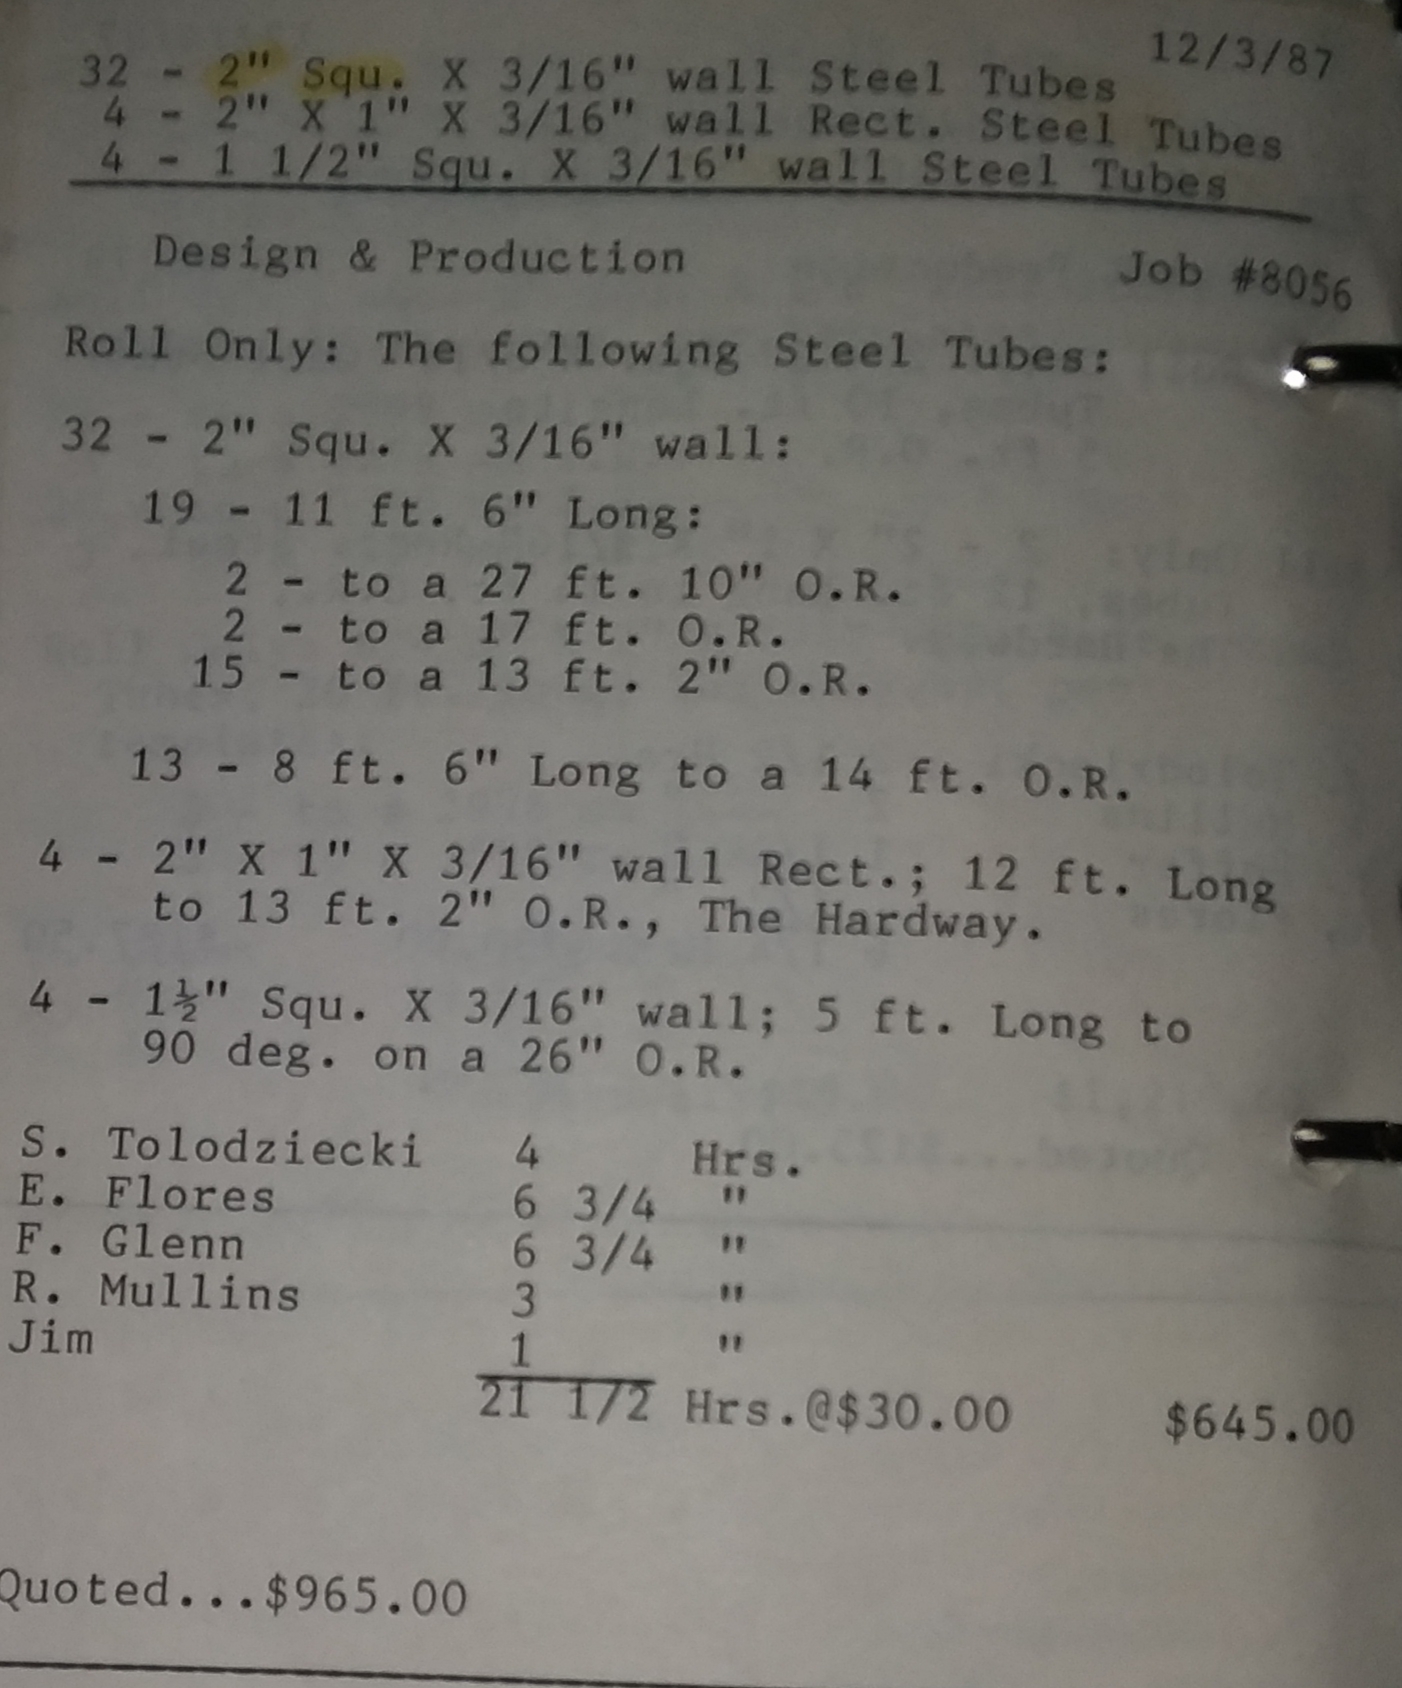 12/3/87
32 - 2" Squ. X 3/16" wall Steel Tubes
4 - 2" X 1" X 3/16" wall Rect. Steel Tubes
4 - 1 1/2" Squ. X 3/16" wall Steel Tubes
Design & Production Job #8056
Roll Only: The following Steel Tubes:
32 - 2" Squ. X 3/16" wall:
19 - 11 ft. 6" Long:
2 - to a 27 ft. 10" O.R.
2 - to a 17 ft. O.R.
15 - to a 13 ft. 2" O.R.
13 - 8 ft. 6" Long to a 14 ft. O.R.
4 - 2" X 1" X 3/16" wall Rect.; 12 ft. Long
to 13 ft. 2" O.R., The Hardway.
4 - 1½" Squ. X 3/16" wall; 5 ft. Long to
90 deg. on a 26" O.R.
S. Tolodziecki 4 Hrs.
E. Flores 6 3/4 "
F. Glenn 6 3/4 "
R. Mullins 3 "
Jim 1 "
21 1/2 Hrs.@$30.00 $645.00
Quoted...$965.00